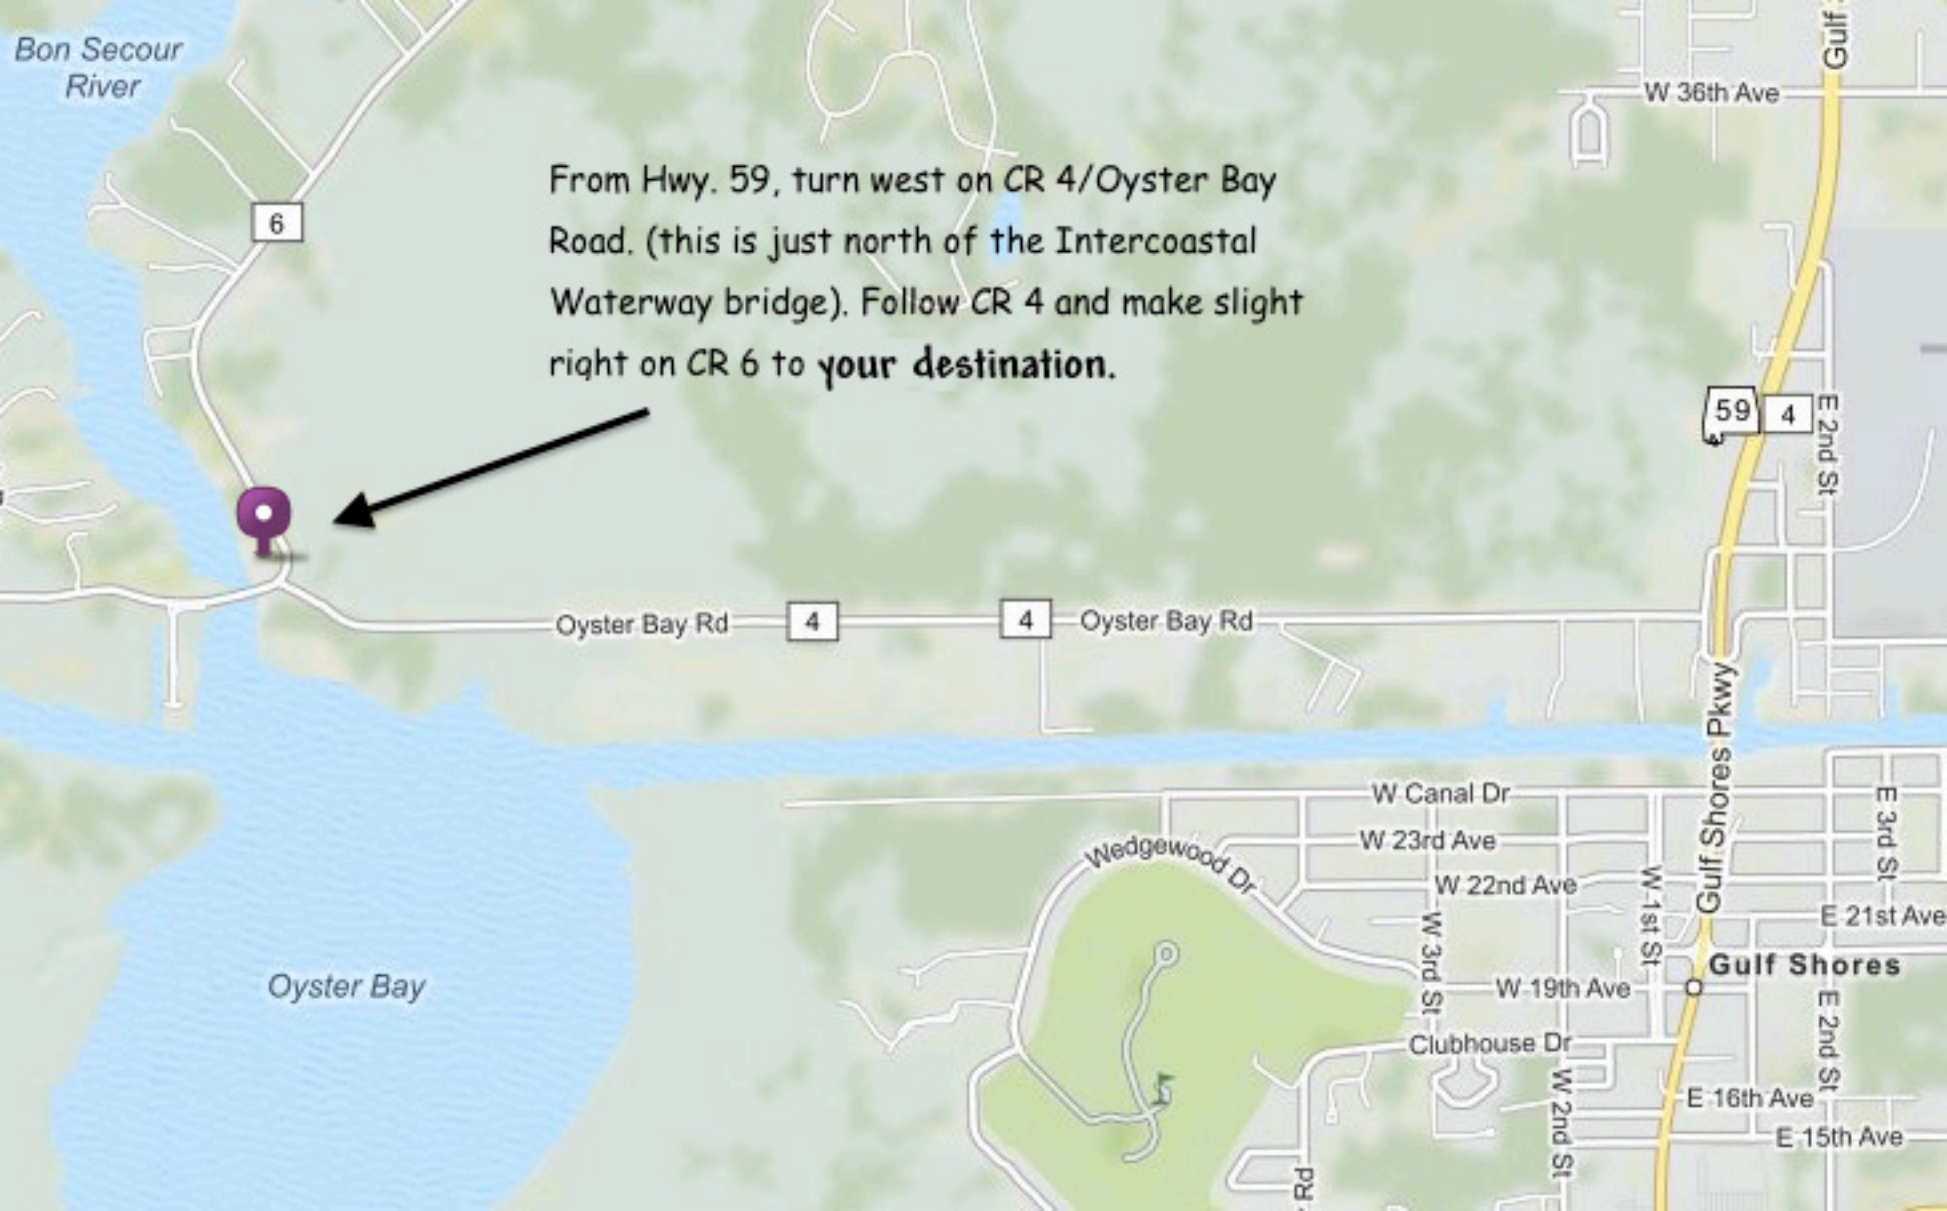 Bon Secour
River
6
From Hwy. 59, turn west on CR 4/Oyster Bay
Road. (this is just north of the Intercoastal
Waterway bridge). Follow CR 4 and make slight
right on CR 6 to your destination.
Gulf
W 36th Ave
59
4
E 2nd St
Oyster Bay Rd
4
4
Oyster Bay Rd
Gulf Shores Pkwy
W Canal Dr
W 23rd Ave
Wedgewood Dr
W 22nd Ave
E 3rd St
W 1st St
W 3rd St
E 21st Ave
Gulf Shores
Oyster Bay
W 19th Ave
E 2nd St
Clubhouse Dr
W 2nd St
E 16th Ave
E 15th Ave
Rd